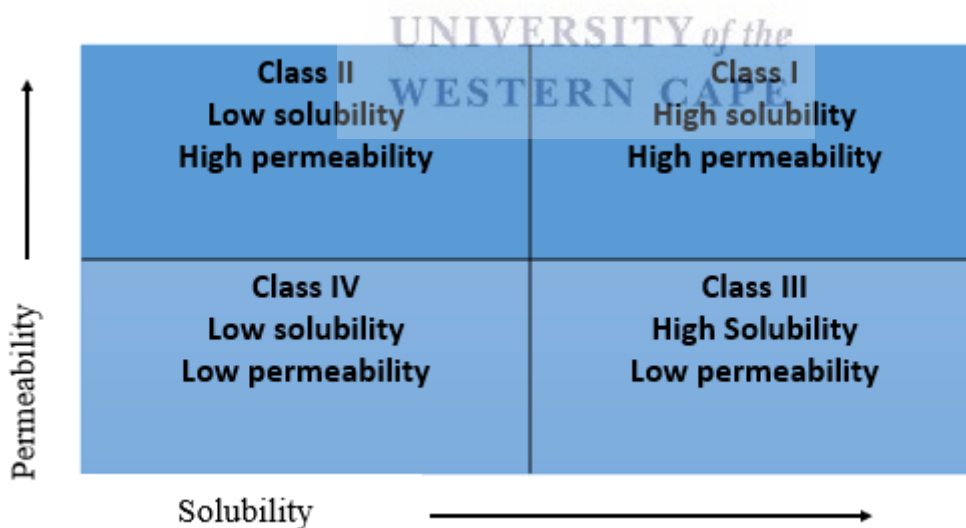 UNIVERSITY of the
WESTERN CAPE
Class II
Low solubility
High permeability
Class I
High solubility
High permeability
Class IV
Low solubility
Low permeability
Class III
High Solubility
Low permeability
Permeability
Solubility